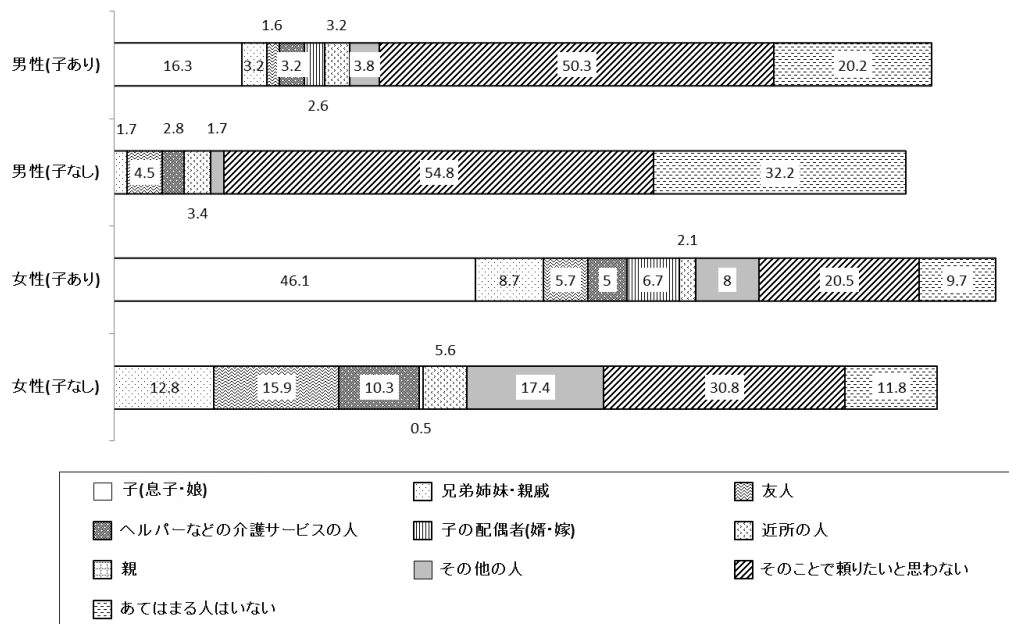 1.6 3.2
男性(子あり) 16.3 3.2 3.2 3.8 50.3 20.2
2.6
1.7 2.8 1.7
男性(子なし) 4.5 54.8 32.2
3.4
2.1
女性(子あり) 46.1 8.7 5.7 5 6.7 8 20.5 9.7
5.6
女性(子なし) 12.8 15.9 10.3 17.4 30.8 11.8
0.5
子(息子・娘) 兄弟姉妹・親戚 友人
ヘルパーなどの介護サービスの人 子の配偶者(婿・嫁) 近所の人
親 その他の人 そのことで頼りたいと思わない
あてはまる人はいない